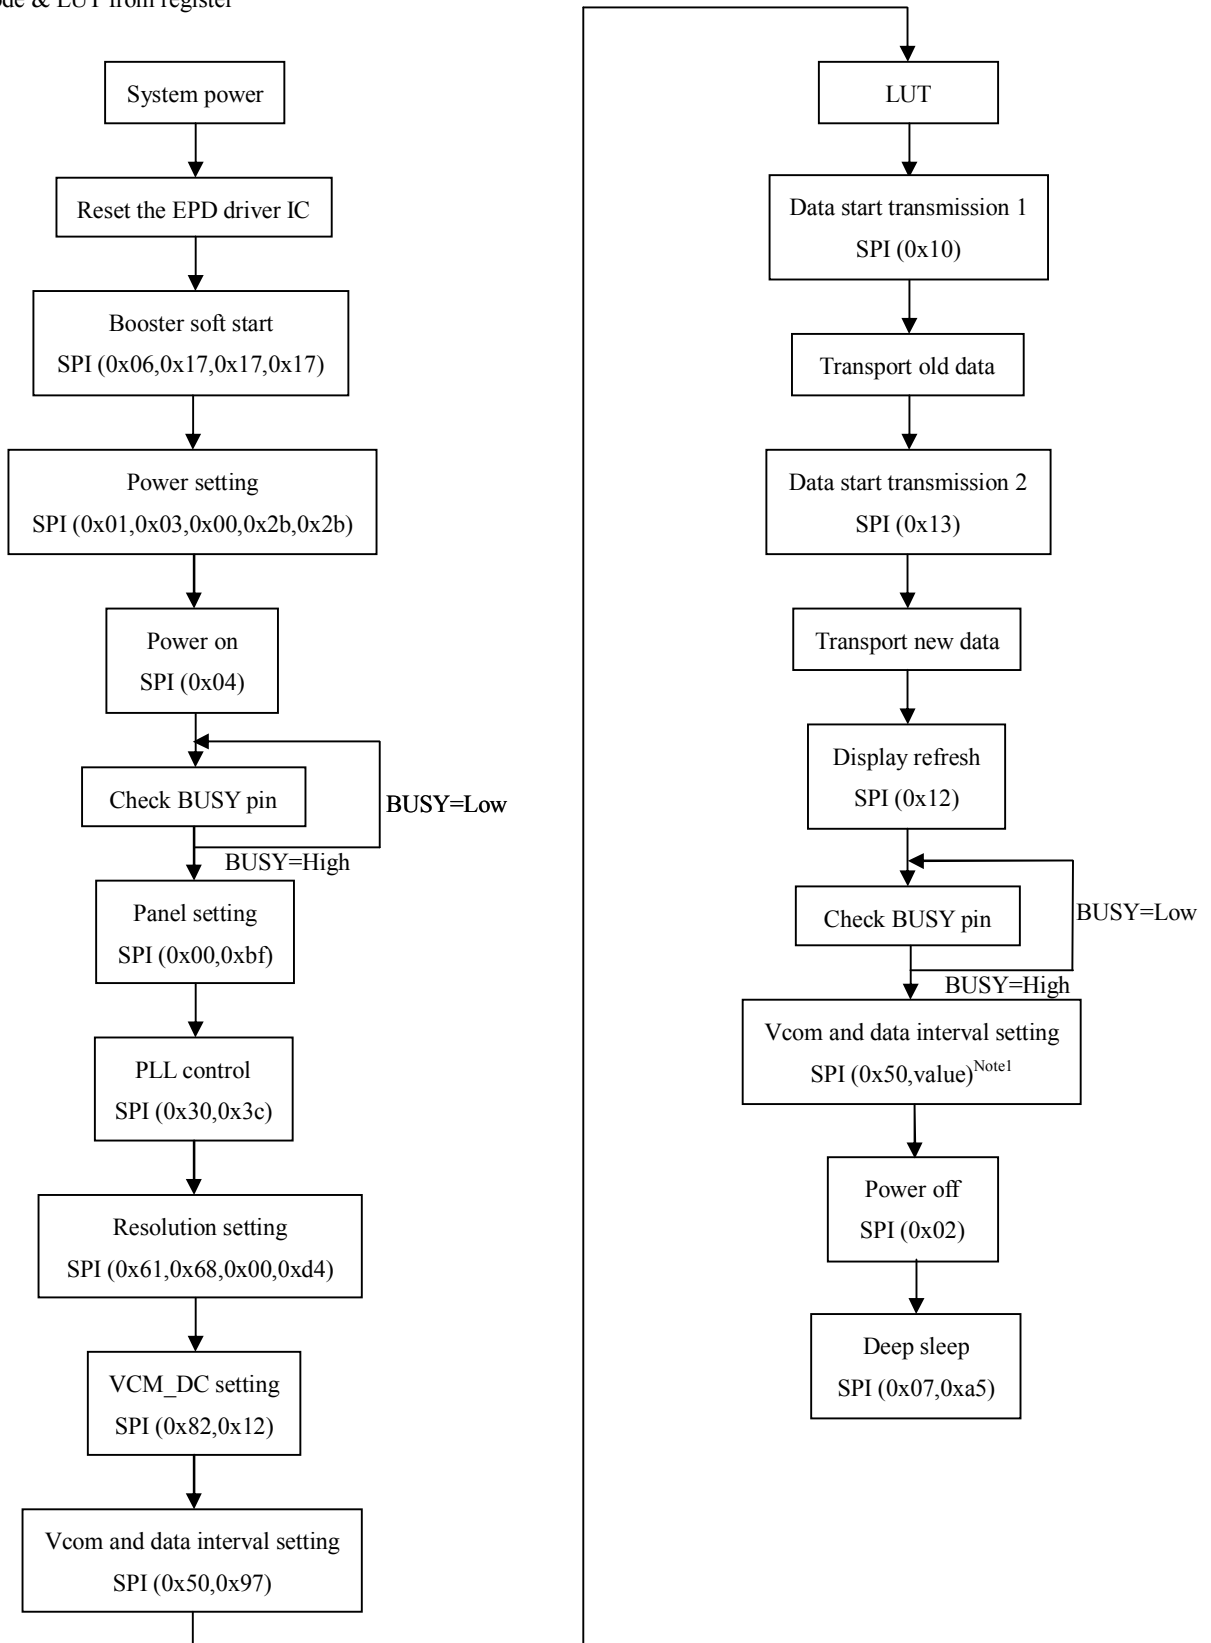 & LUT from register
System power
Reset the EPD driver IC
Booster soft start
SPI (0x06,0x17,0x17,0x17)
Power setting
SPI (0x01,0x03,0x00,0x2b,0x2b)
Power on
SPI (0x04)
Check BUSY pin
BUSY=Low
BUSY=High
Panel setting
SPI (0x00,0xbf)
PLL control
SPI (0x30,0x3c)
Resolution setting
SPI (0x61,0x68,0x00,0xd4)
VCM_DC setting
SPI (0x82,0x12)
Vcom and data interval setting
SPI (0x50,0x97)
LUT
Data start transmission 1
SPI (0x10)
Transport old data
Data start transmission 2
SPI (0x13)
Transport new data
Display refresh
SPI (0x12)
Check BUSY pin
BUSY=Low
BUSY=High
Vcom and data interval setting
SPI (0x50,value)Note1
Power off
SPI (0x02)
Deep sleep
SPI (0x07,0xa5)